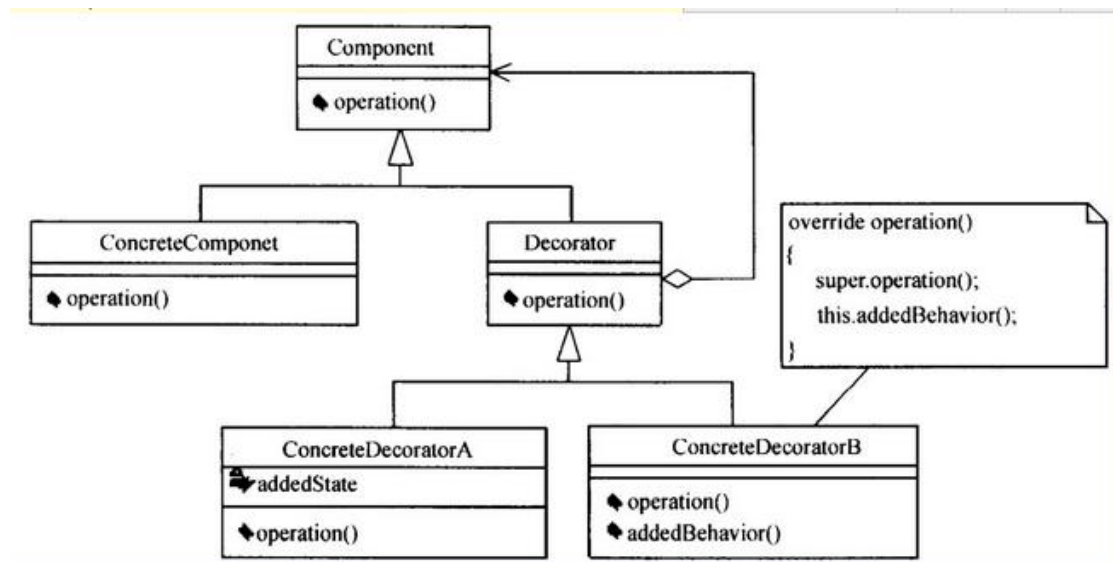 Component
operation()
ConcreteComponet
operation()
Decorator
operation()
override operation()
{
super.operation();
this.addedBehavior();
}
ConcreteDecoratorA
addedState
operation()
ConcreteDecoratorB
operation()
addedBehavior()